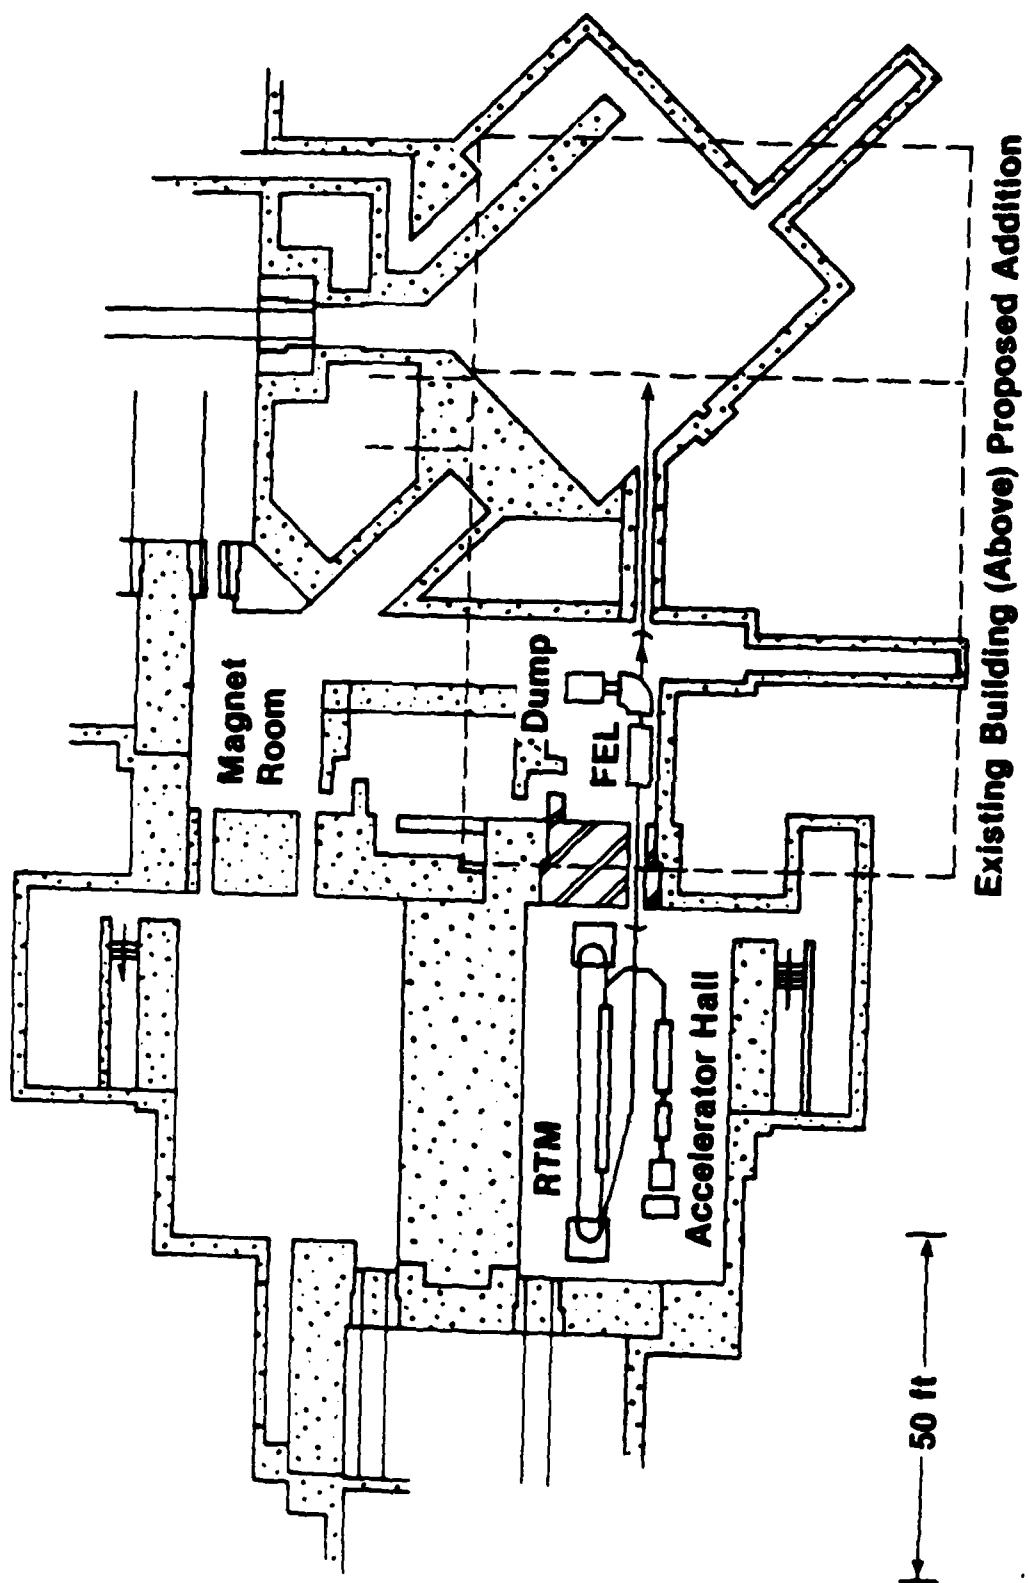 Magnet
Room
Dump
FEL
RTM
Accelerator Hall
50 ft
Existing Building (Above) Proposed Addition